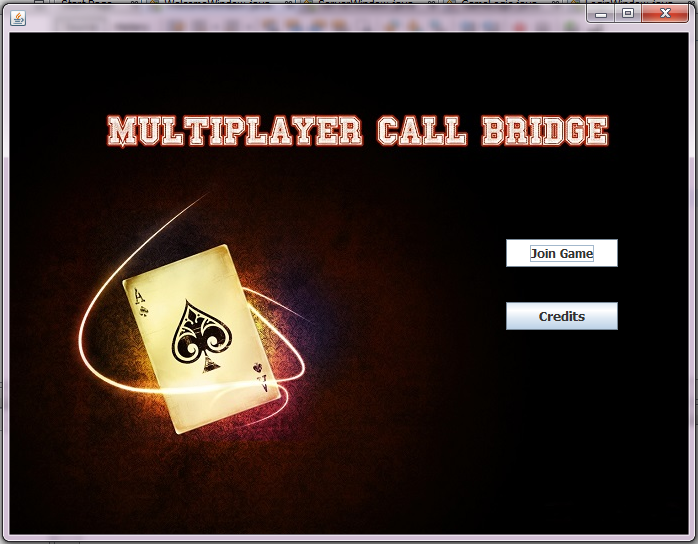 MULTIPLAYER CALL BRIDGE
Join Game
Credits
A
A